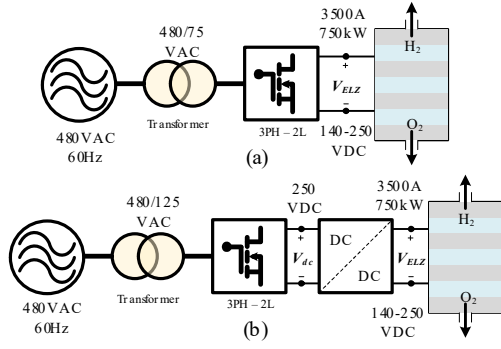 480/75
VAC
3500A
750kW
H2
+
VELZ
−
O2
480VAC
60Hz
Transformer
3PH – 2L
140-250
VDC
(a)
480/125
VAC
250
VDC
3500A
750kW
H2
+
Vdc
−
DC
DC
+
VELZ
−
O2
480VAC
60Hz
Transformer
3PH – 2L
140-250
VDC
(b)